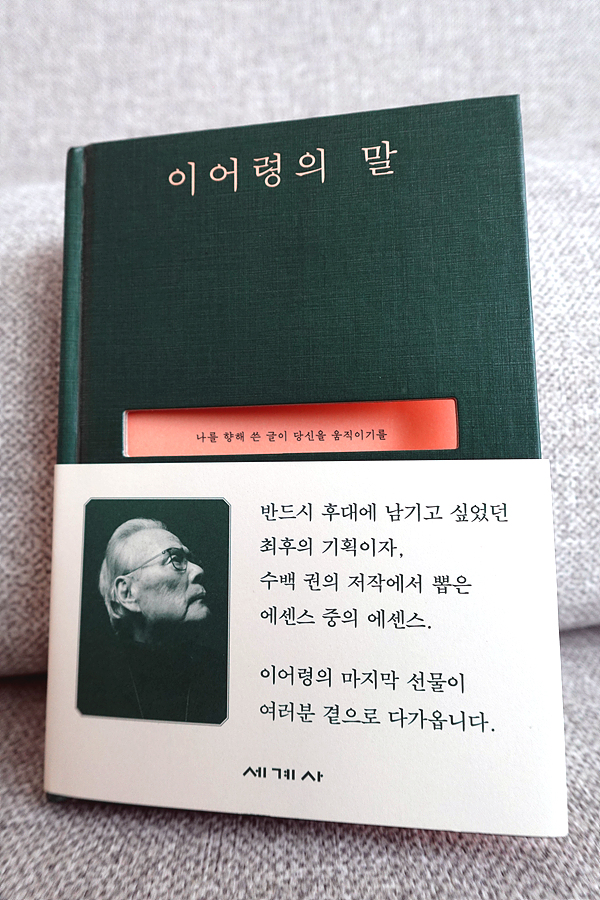 이어령의 말
나를 향해 쓴 글이 당신을 움직이기를
반드시 후대에 남기고 싶었던
최후의 기획이자,
수백 권의 저작에서 뽑은
에센스 중의 에센스.
이어령의 마지막 선물이
여러분 곁으로 다가옵니다.
세계사